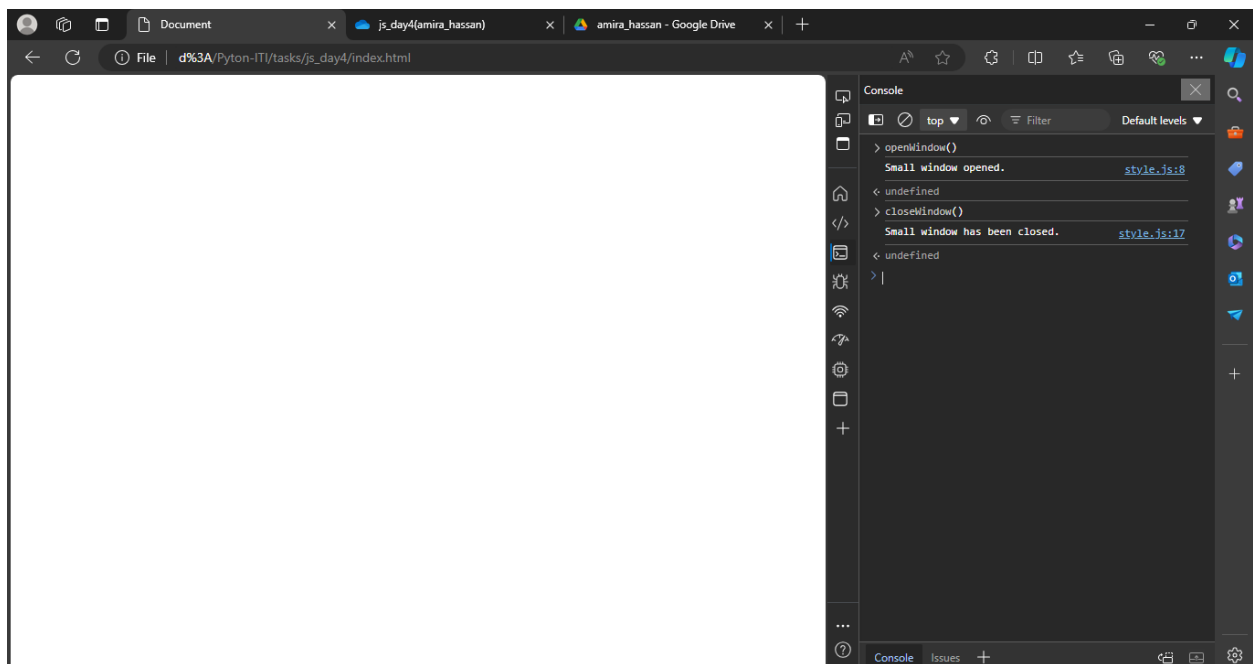 Document
js_day4(amira_hassan)
amira_hassan - Google Drive
File d%3A/Pyton-ITI/tasks/js_day4/index.html
Console
top Filter Default levels
> openWindow()
Small window opened. style.js:8
undefined
> closeWindow()
Small window has been closed. style.js:17
undefined
>
Console Issues